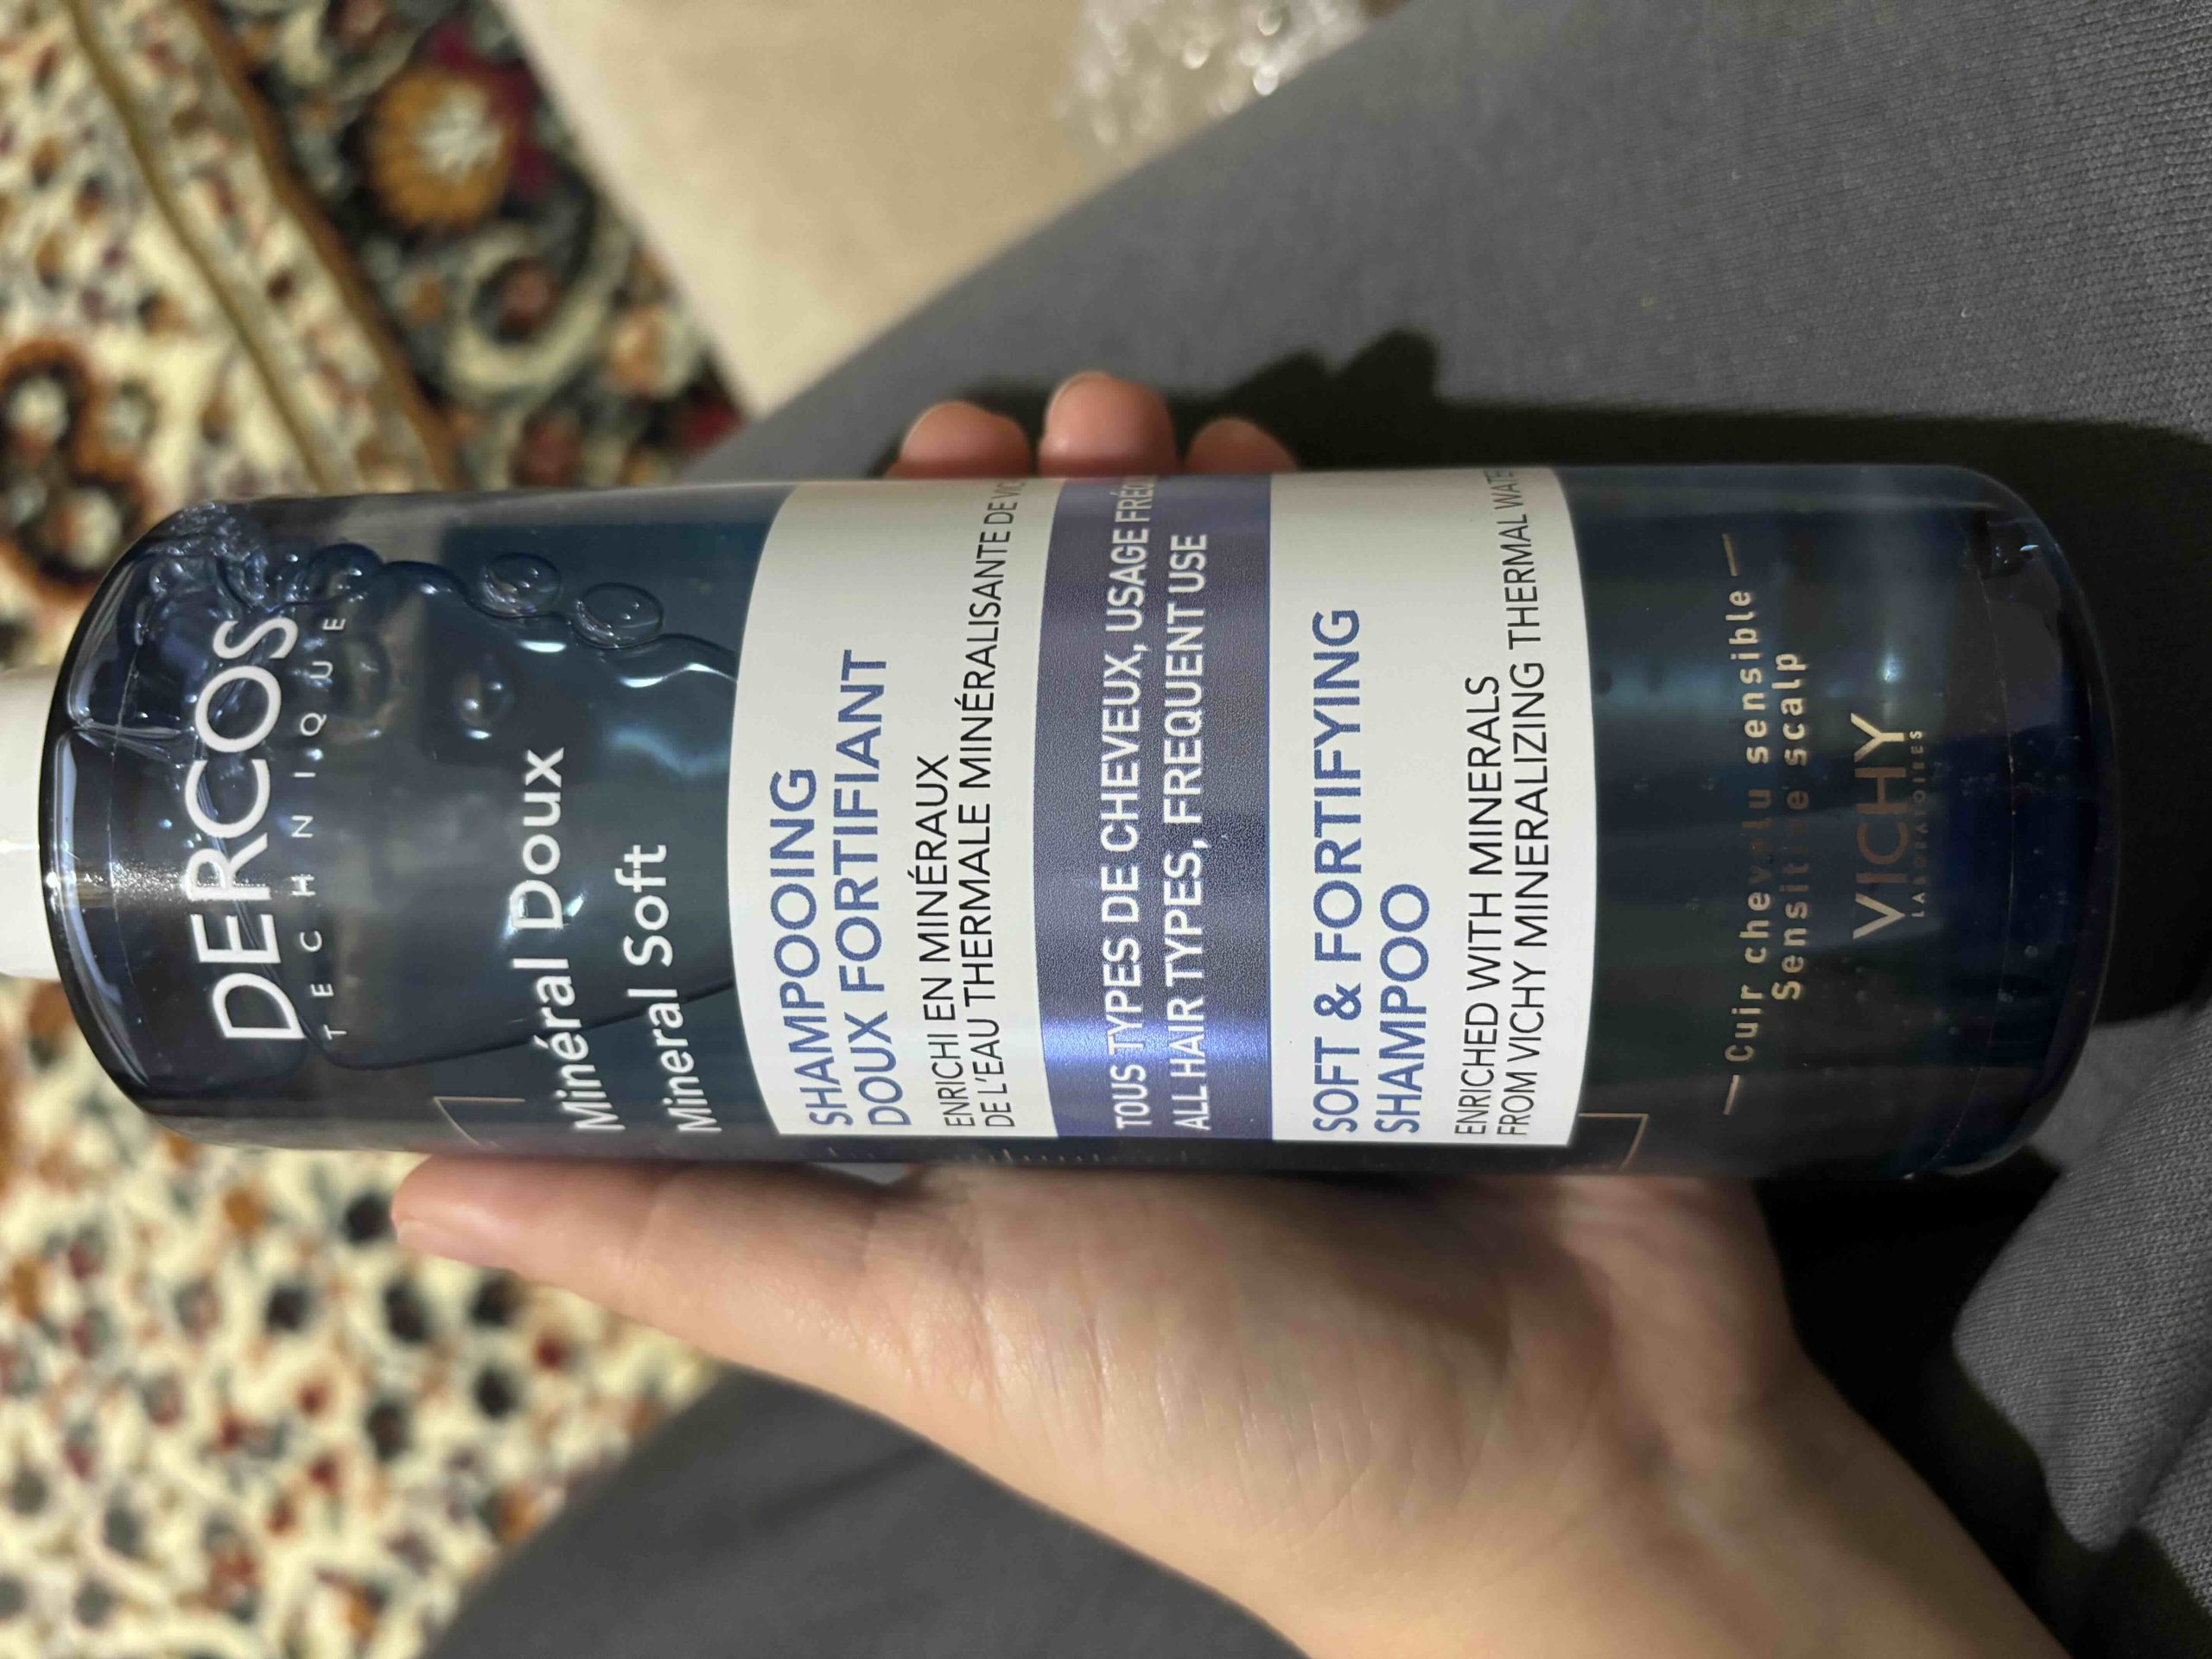 DERCOS
TECHNIQUE
Minéral Doux
Mineral Soft
SHAMPOOING
DOUX FORTIFIANT
ENRICHI EN MINÉRAUX
DE L'EAU THERMALE MINÉRALISANTE DE
TOUS TYPES DE CHEVEUX, USAGE
ALL HAIR TYPES, FREQUENT USE
SOFT & FORTIFYING
SHAMPOO
ENRICHED WITH MINERALS
FROM VICHY MINERALIZING THERMAL WATER
Cuir chevelu sensible
Sensitive scalp
VICHY
LABORATOIRES